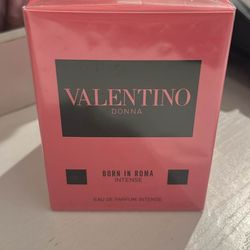 VALENTINO
DONNA
BORN IN ROMA
INTENSE
EAU DE PARFUM INTENSE